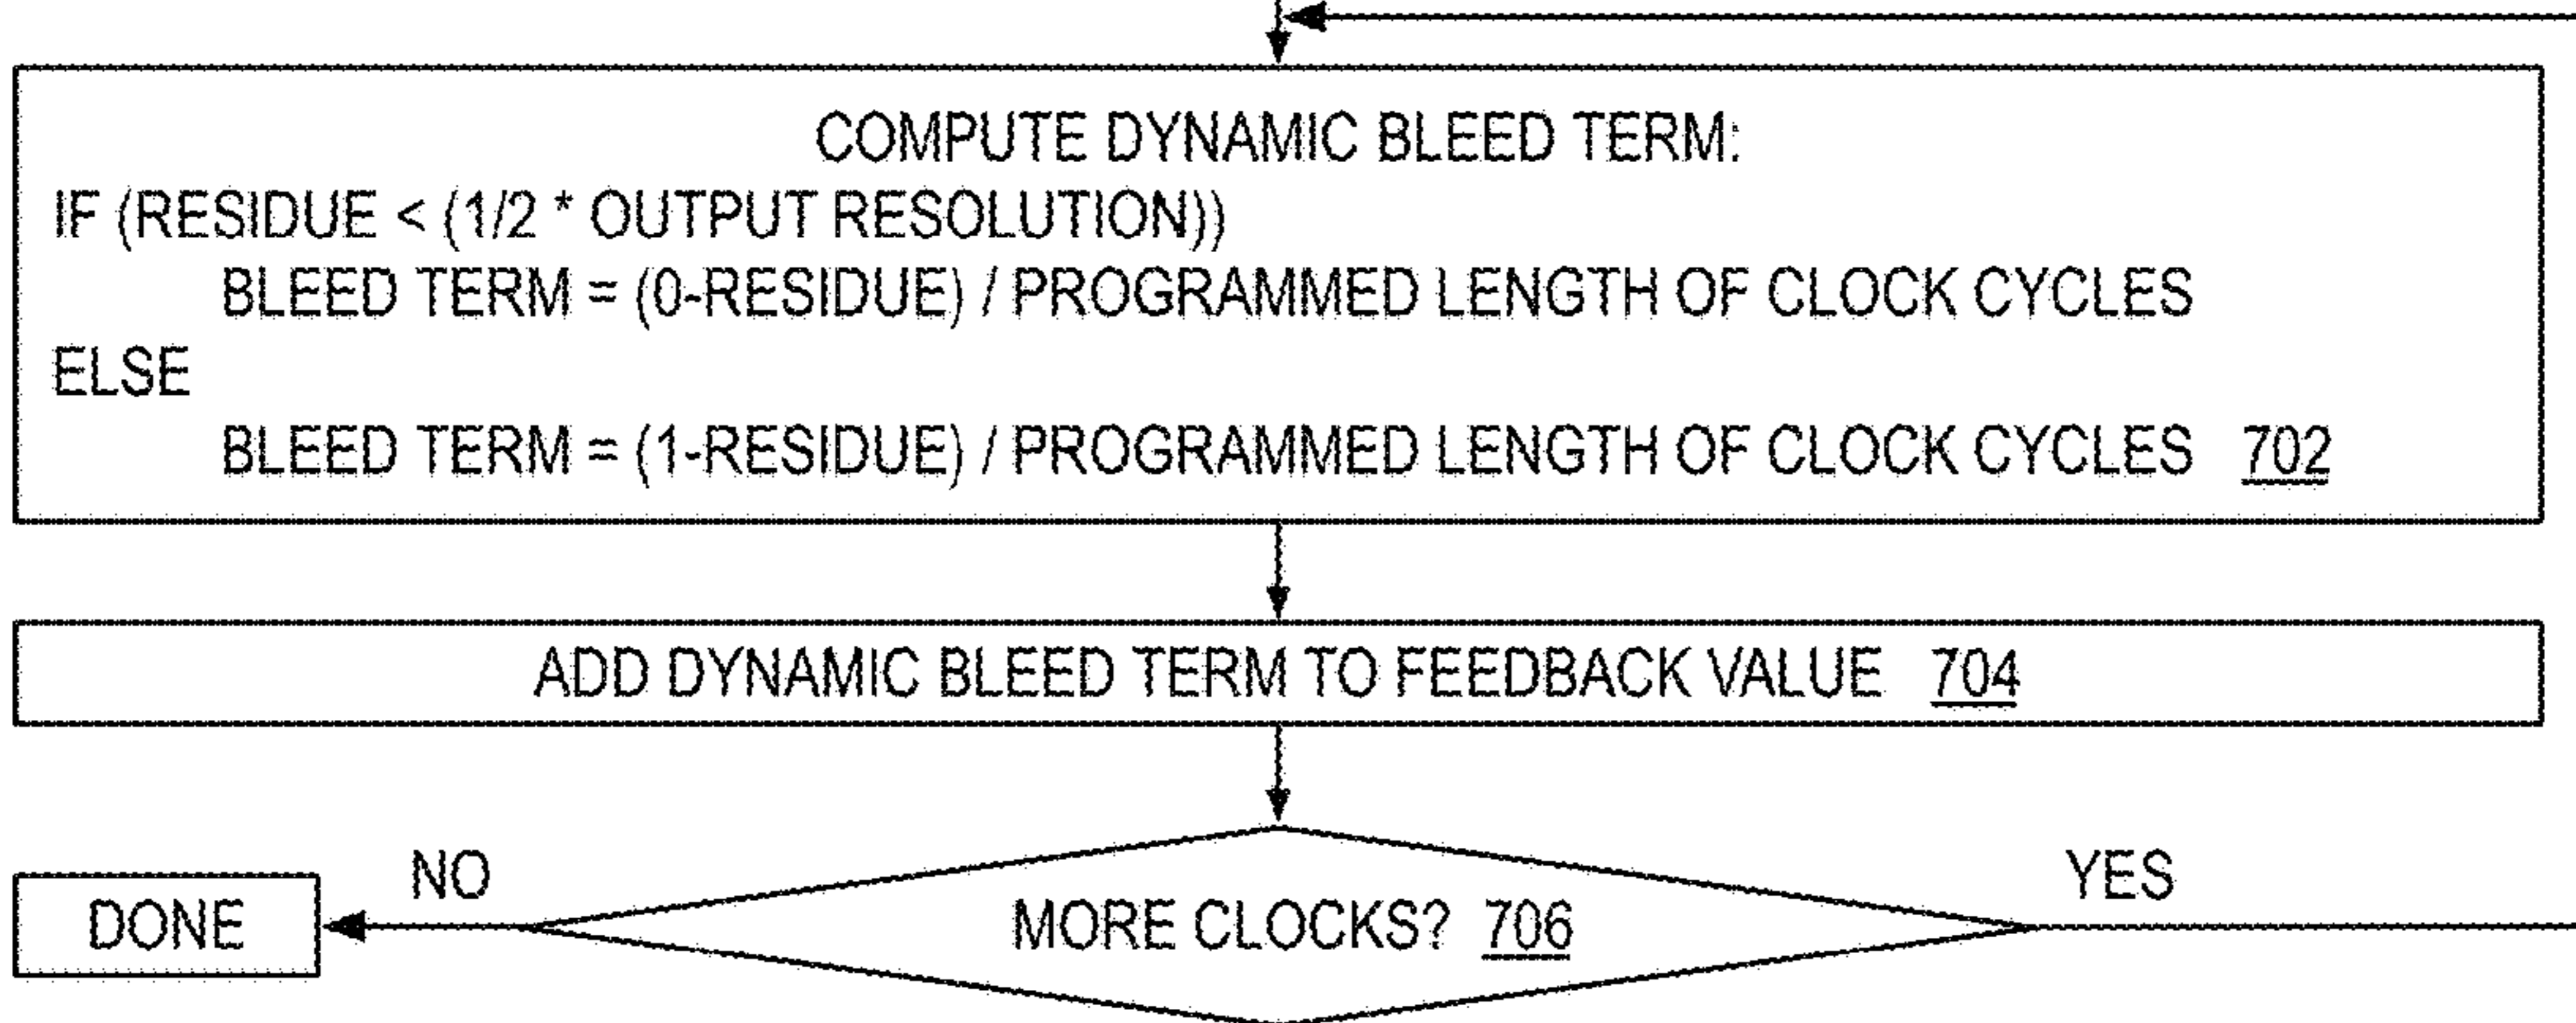 COMPUTE DYNAMIC BLEED TERM:
IF (RESIDUE < (1/2 * OUTPUT RESOLUTION))
BLEED TERM = (0-RESIDUE) / PROGRAMMED LENGTH OF CLOCK CYCLES
ELSE
BLEED TERM = (1-RESIDUE) / PROGRAMMED LENGTH OF CLOCK CYCLES 702
ADD DYNAMIC BLEED TERM TO FEEDBACK VALUE 704
NO
YES
DONE
MORE CLOCKS? 706